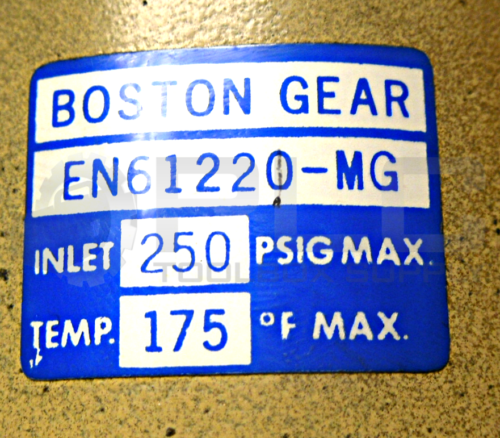 BOSTON GEAR
EN61220-MG
INLET 250 PSIG MAX.
TEMP. 175 °F MAX.